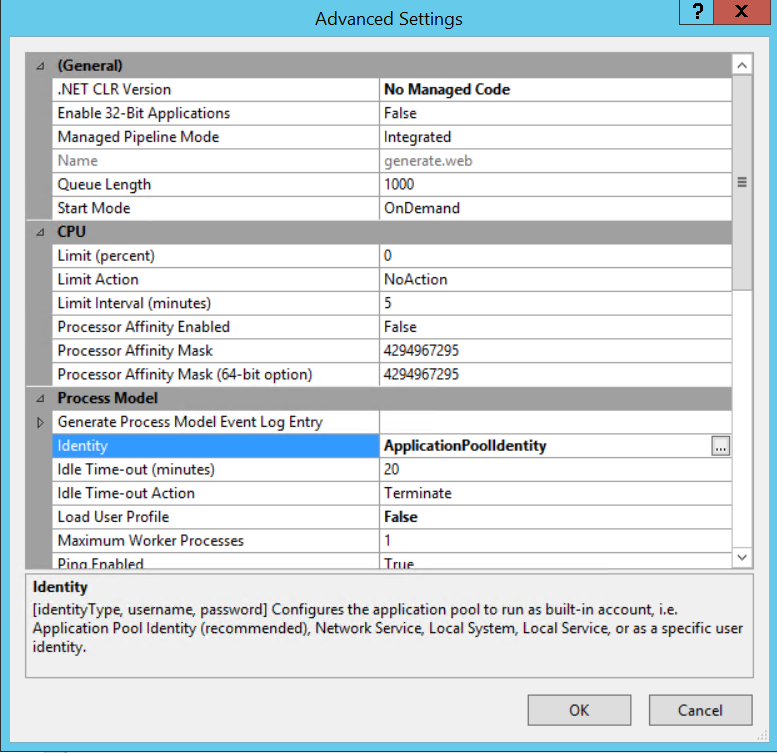 Advanced Settings
?
X
(General)
.NET CLR Version No Managed Code
Enable 32-Bit Applications False
Managed Pipeline Mode Integrated
Name generate.web
Queue Length 1000
Start Mode OnDemand
CPU
Limit (percent) 0
Limit Action NoAction
Limit Interval (minutes) 5
Processor Affinity Enabled False
Processor Affinity Mask 4294967295
Processor Affinity Mask (64-bit option) 4294967295
Process Model
Generate Process Model Event Log Entry
Identity ApplicationPoolIdentity ...
Idle Time-out (minutes) 20
Idle Time-out Action Terminate
Load User Profile False
Maximum Worker Processes 1
Ping Enabled True
Identity
[identityType, username, password] Configures the application pool to run as built-in account, i.e.
Application Pool Identity (recommended), Network Service, Local System, Local Service, or as a specific user
identity.
OK Cancel